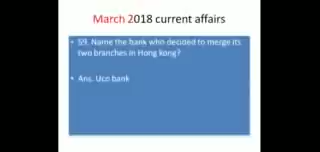 March 2018 current affairs
59. Name the bank who decided to merge its
two branches in Hong kong?
Ans. Uco bank